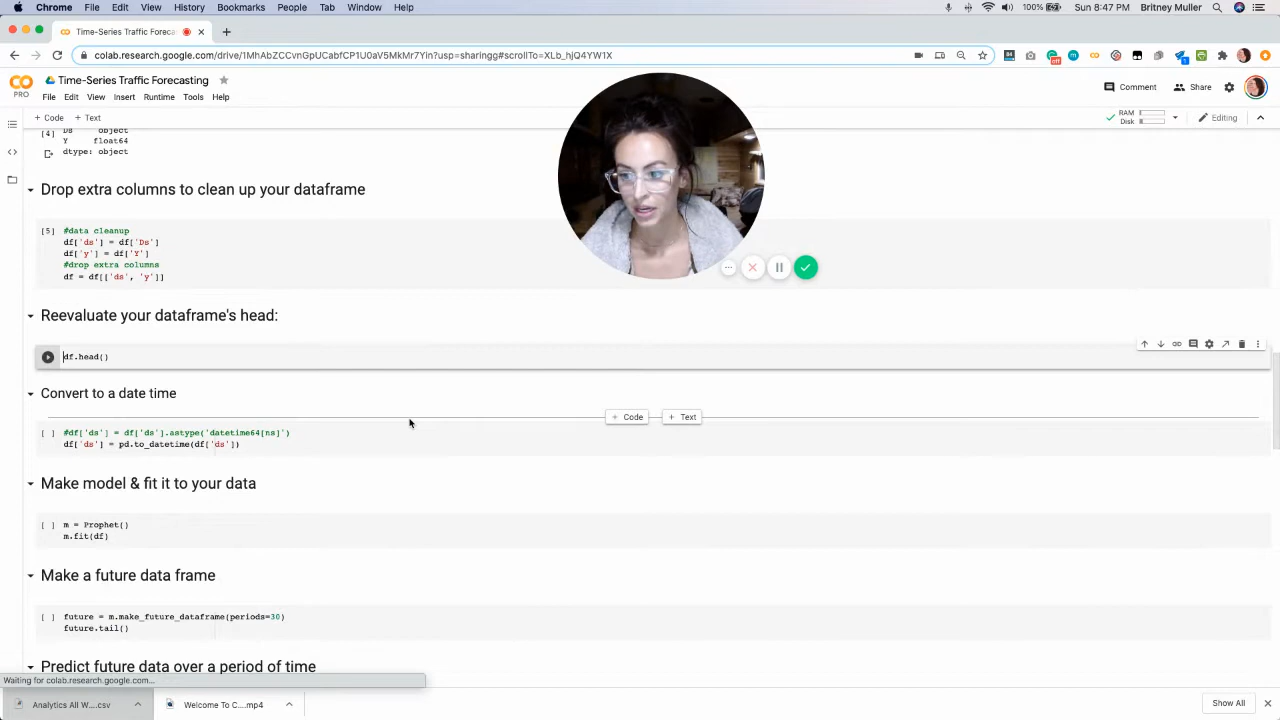 Chrome File Edit View History Bookmarks People Tab Window Help 100% Sun 8:47 PM Britney Muller
Time-Series Traffic Foreca
colab.research.google.com/drive/1MhAbZCCvnGpUCabfCP1U0aV5MkMr7Yin?usp=sharingg#scrollTo=XLb_hjQ4YW1X
off
1
PRO
Time-Series Traffic Forecasting
File Edit View Insert Runtime Tools Help
Comment Share
+ Code + Text
RAM
Disk
Editing
Ds object
[4] Y float64
dtype: object
Drop extra columns to clean up your dataframe
[5] #data cleanup
df['ds'] = df['Ds']
df['y'] = df['Y']
#drop extra columns
df = df[['ds', 'y']]
Reevaluate your dataframe's head:
df.head()
Convert to a date time
+ Code + Text
[ ] #df['ds'] = df['ds'].astype('datetime64[ns]')
df['ds'] = pd.to_datetime(df['ds'])
Make model & fit it to your data
[ ] m = Prophet()
m.fit(df)
Make a future data frame
[ ] future = m.make_future_dataframe(periods=30)
future.tail()
Predict future data over a period of time
Waiting for colab.research.google.com...
Analytics All W....csv
Welcome To C....mp4
Show All